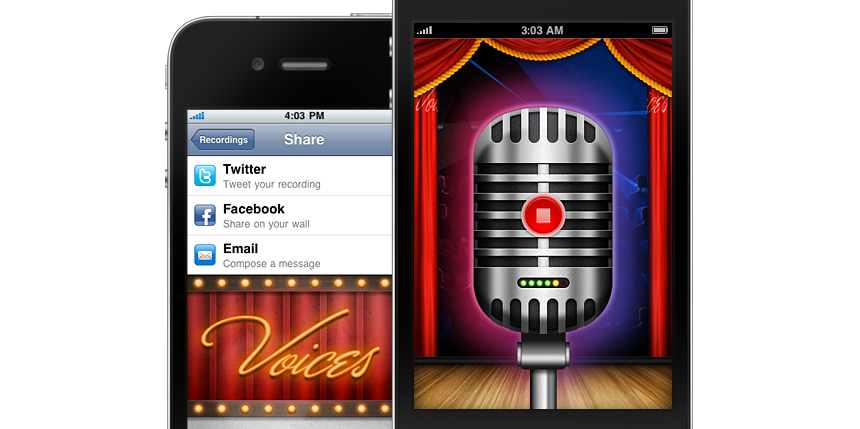 4:03 PM
Recordings
Share
Twitter
Tweet your recording
Facebook
Share on your wall
Email
Compose a message
Voices
3:03 AM